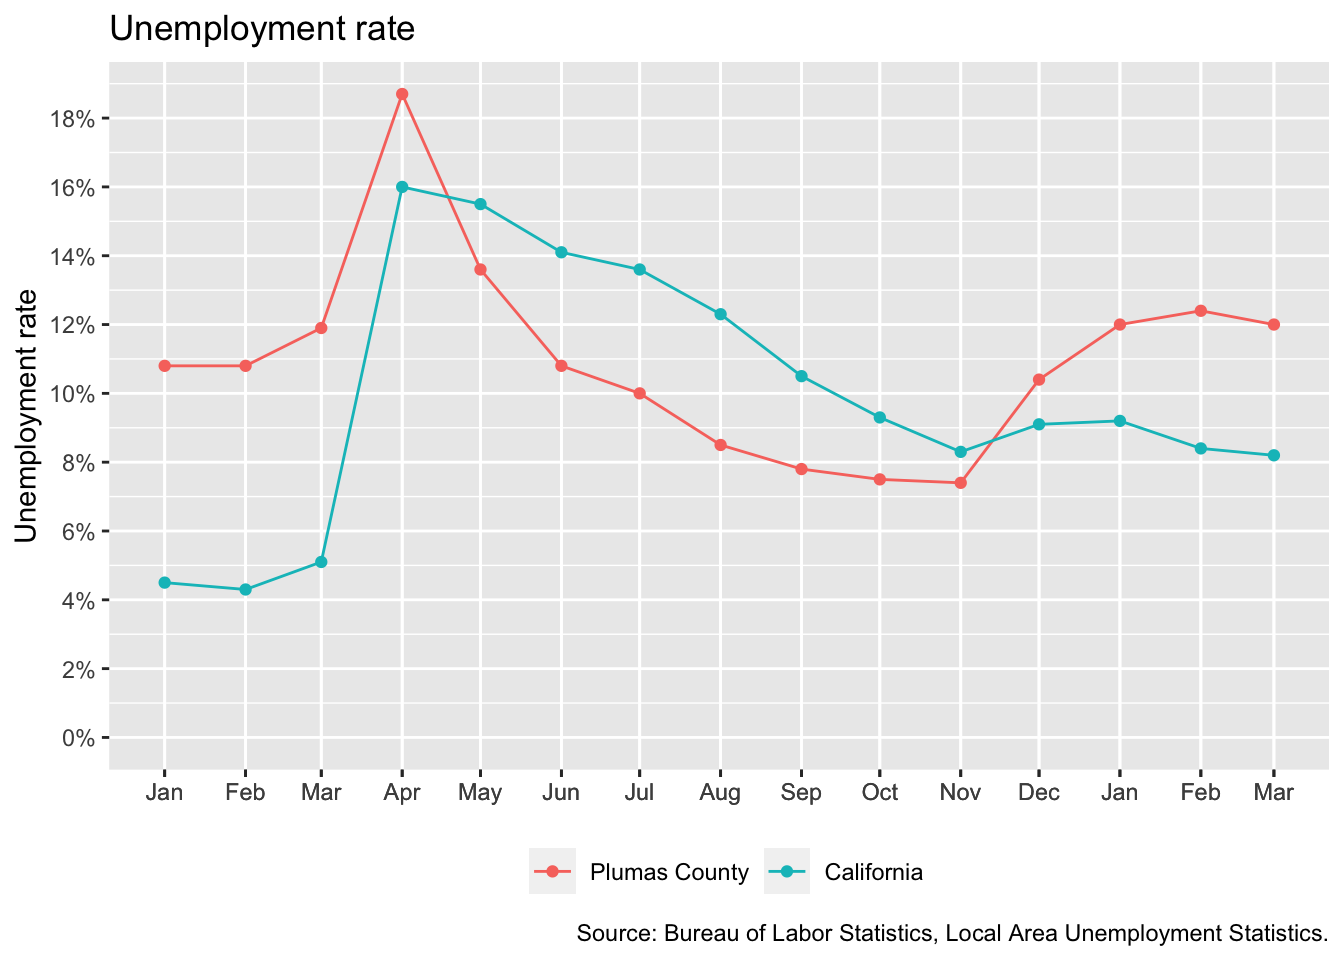 Unemployment rate
Unemployment rate
18%
16%
14%
12%
10%
8%
6%
4%
2%
0%
Jan Feb Mar Apr May Jun Jul Aug Sep Oct Nov Dec Jan Feb Mar
Plumas County California
Source: Bureau of Labor Statistics, Local Area Unemployment Statistics.